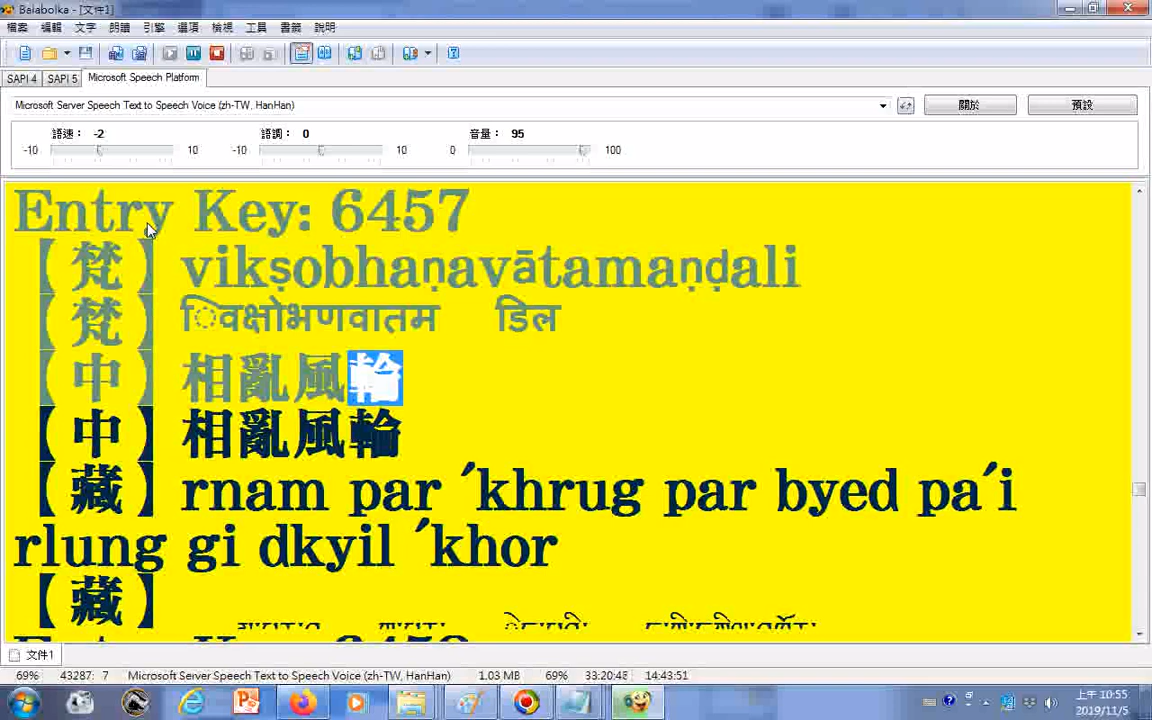 Balabolka - [文件1]
檔案 編輯 文字 朗讀 引擎 選項 檢視 工具 書籤 說明
SAPI 4 SAPI 5 Microsoft Speech Platform
Microsoft Server Speech Text to Speech Voice (zh-TW, HanHan) 關於 預設
語速： -2 語調： 0 音量： 95
-10 10 -10 10 0 100
Entry Key: 6457
【梵】 vikṣobhaṇavātamaṇḍali
【梵】 विक्षोभणवातम डिल
【中】 相亂風輪
【中】 相亂風輪
【藏】 rnam par ´khrug par byed pa´i
rlung gi dkyil ´khor
【藏】
Entry Key: 6458
文件1
69% 43287: 7 Microsoft Server Speech Text to Speech Voice (zh-TW, HanHan) 1.03 MB 69% 33:20:48 14:43:51
上午 10:55
2019/11/5